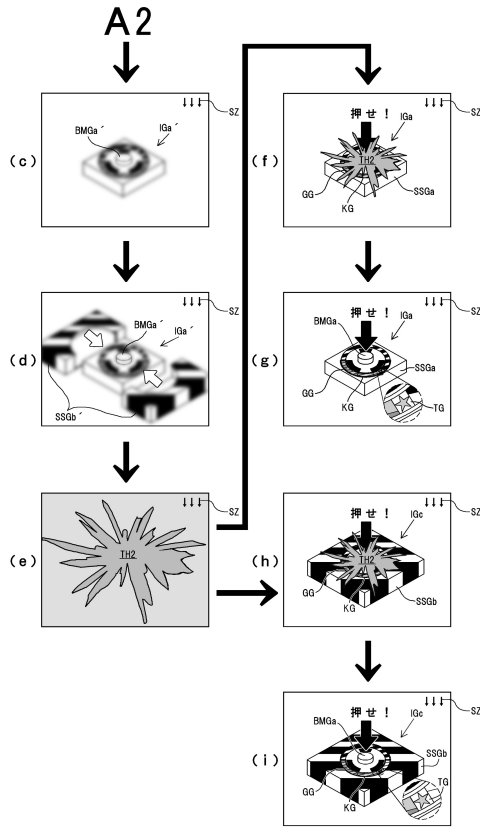 A2
(c)
SZ
BMGa´
IGa´
(d)
SZ
BMGa´
IGa´
SSGb´
(e)
SZ
TH2
(f)
SZ
押せ！
IGa
TH2
GG
KG
SSGa
(g)
SZ
押せ！
BMGa
IGa
SSGa
GG
KG
TG
(h)
SZ
押せ！
IGc
TH2
GG
KG
SSGb
(i)
SZ
押せ！
BMGa
IGc
SSGb
TG
GG
KG